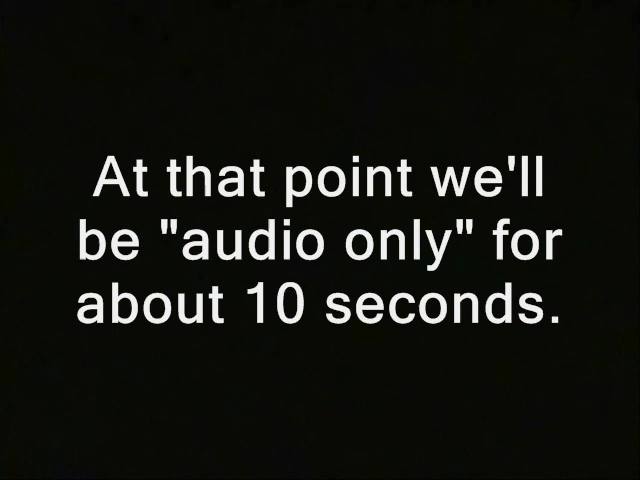 At that point we'll
be "audio only" for
about 10 seconds.